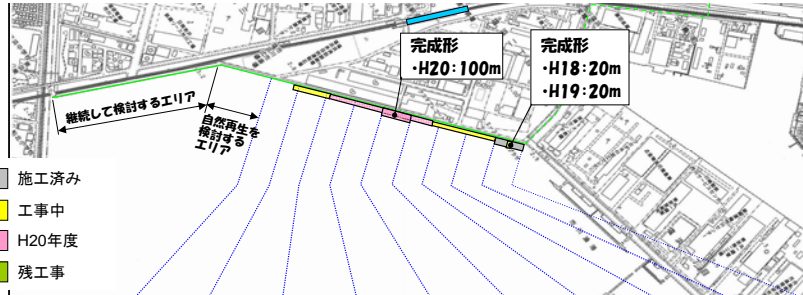 完成形
・H20：100m
完成形
・H18：20m
・H19：20m
継続して検討するエリア
自然再生を
検討する
エリア
施工済み
工事中
H20年度
残工事